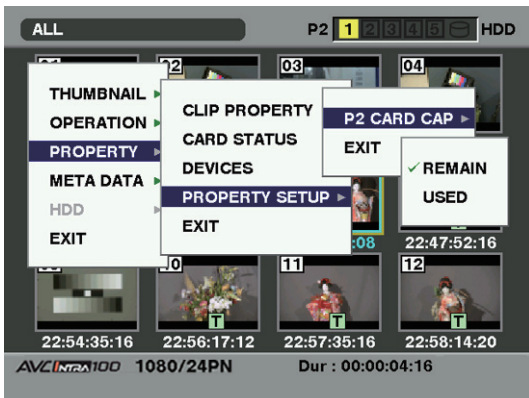 ALL
P2 1 2 3 4 5 HDD
02
03
04
THUMBNAIL
OPERATION
PROPERTY
META DATA
HDD
EXIT
CLIP PROPERTY
CARD STATUS
DEVICES
PROPERTY SETUP
EXIT
P2 CARD CAP
EXIT
REMAIN
USED
:08
22:47:52:16
11
12
T
T
T
22:54:35:16
22:56:17:12
22:57:35:16
22:58:14:20
AVC INTRA 100 1080/24PN Dur : 00:00:04:16